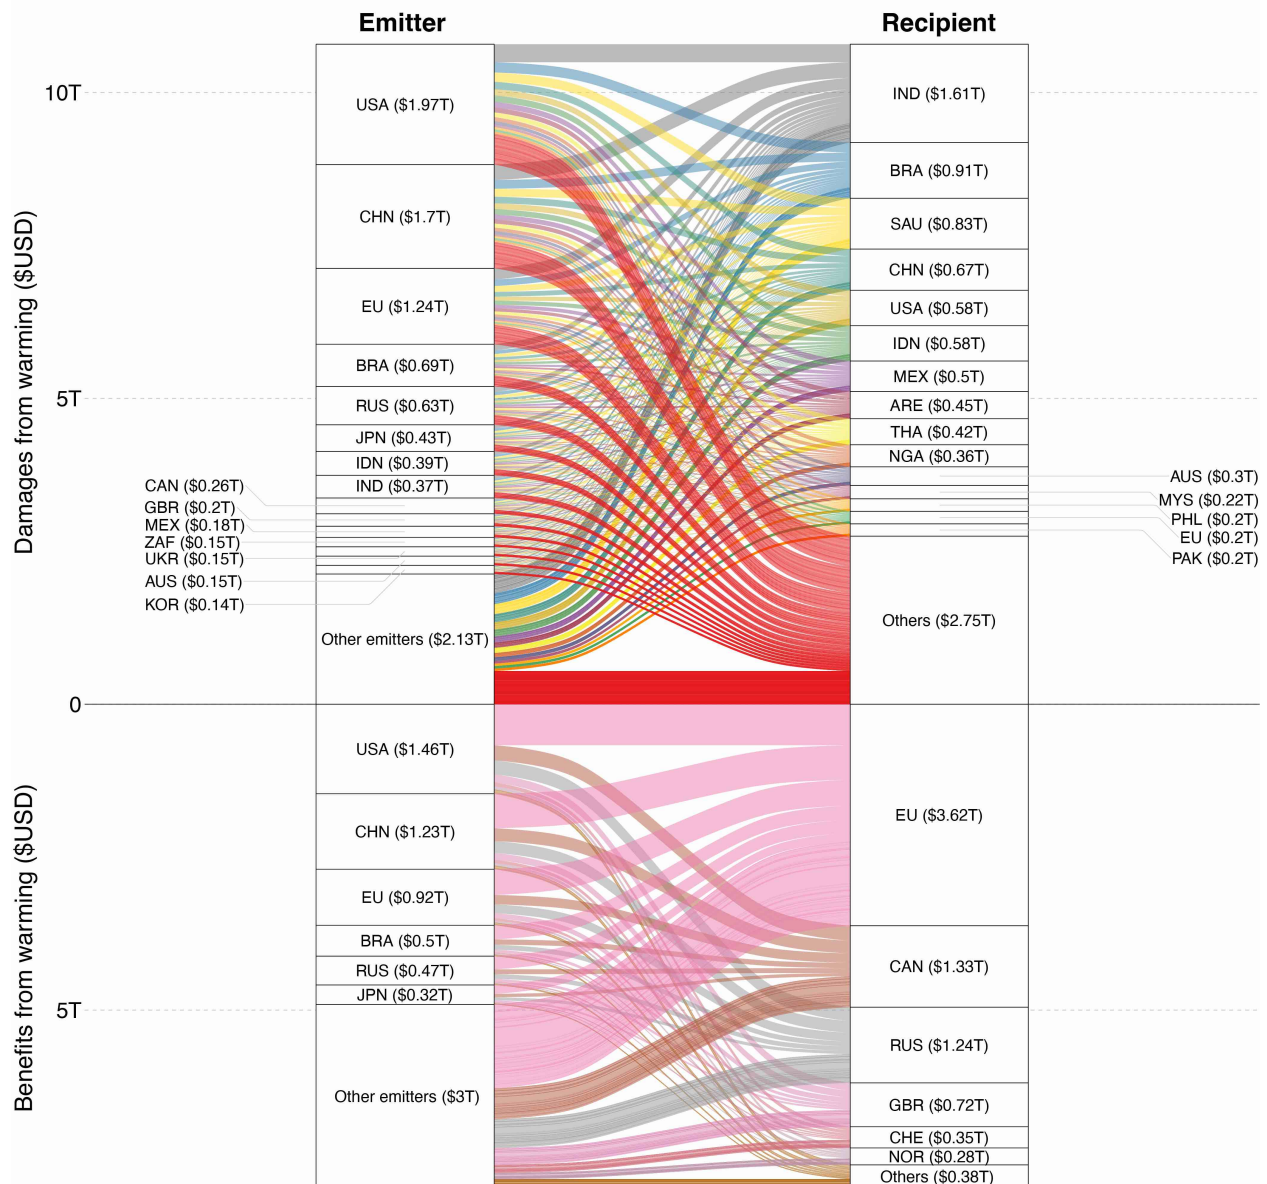 Emitter
Recipient
Damages from warming ($USD)
10T
5T
0
USA ($1.97T)
CHN ($1.7T)
EU ($1.24T)
BRA ($0.69T)
RUS ($0.63T)
JPN ($0.43T)
IDN ($0.39T)
IND ($0.37T)
CAN ($0.26T)
GBR ($0.2T)
MEX ($0.18T)
ZAF ($0.15T)
UKR ($0.15T)
AUS ($0.15T)
KOR ($0.14T)
Other emitters ($2.13T)
IND ($1.61T)
BRA ($0.91T)
SAU ($0.83T)
CHN ($0.67T)
USA ($0.58T)
IDN ($0.58T)
MEX ($0.5T)
ARE ($0.45T)
THA ($0.42T)
NGA ($0.36T)
AUS ($0.3T)
MYS ($0.22T)
PHL ($0.2T)
EU ($0.2T)
PAK ($0.2T)
Others ($2.75T)
Benefits from warming ($USD)
5T
USA ($1.46T)
CHN ($1.23T)
EU ($0.92T)
BRA ($0.5T)
RUS ($0.47T)
JPN ($0.32T)
Other emitters ($3T)
EU ($3.62T)
CAN ($1.33T)
RUS ($1.24T)
GBR ($0.72T)
CHE ($0.35T)
NOR ($0.28T)
Others ($0.38T)